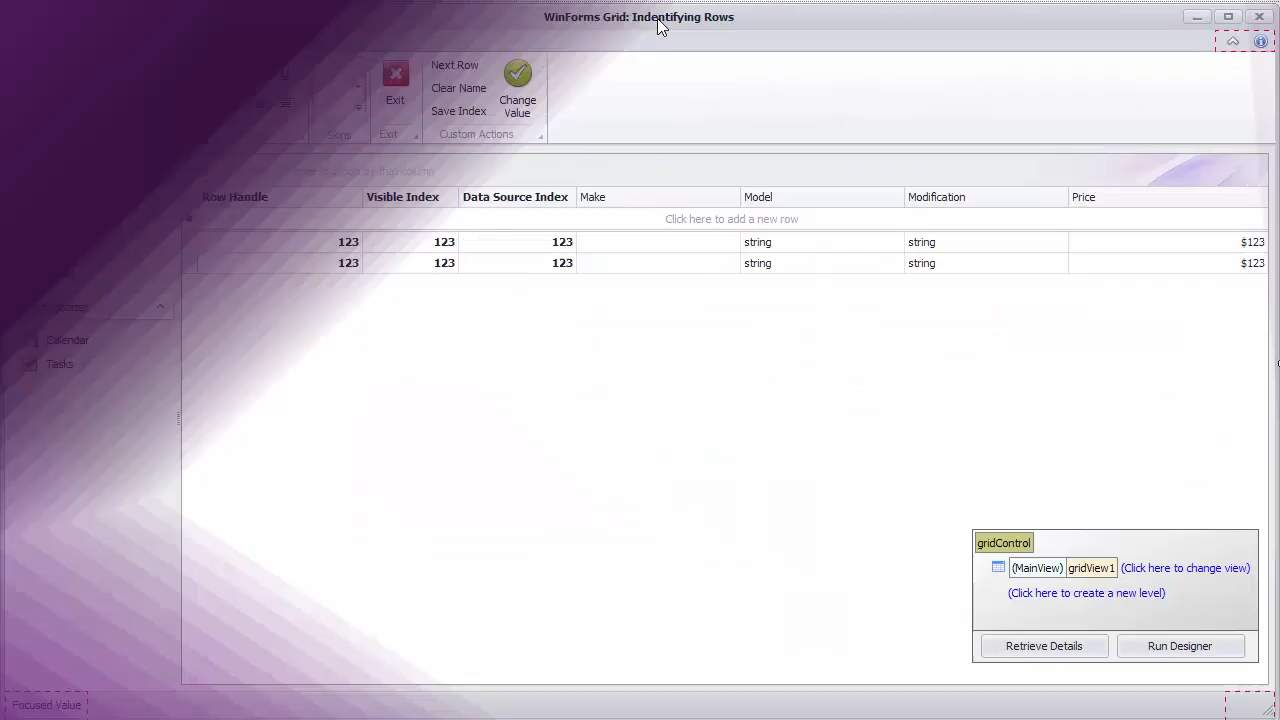 WinForms Grid: Indentifying Rows
Next Row
Clear Name
Save Index
Exit
Change
Value
Skins
Exit
Custom Actions
Row Handle Visible Index Data Source Index Make Model Modification Price
Click here to add a new row
123 123 123 string string $123
123 123 123 string string $123
Calendar
Tasks
gridControl
(MainView) gridView1 (Click here to change view)
(Click here to create a new level)
Retrieve Details Run Designer
Focused Value